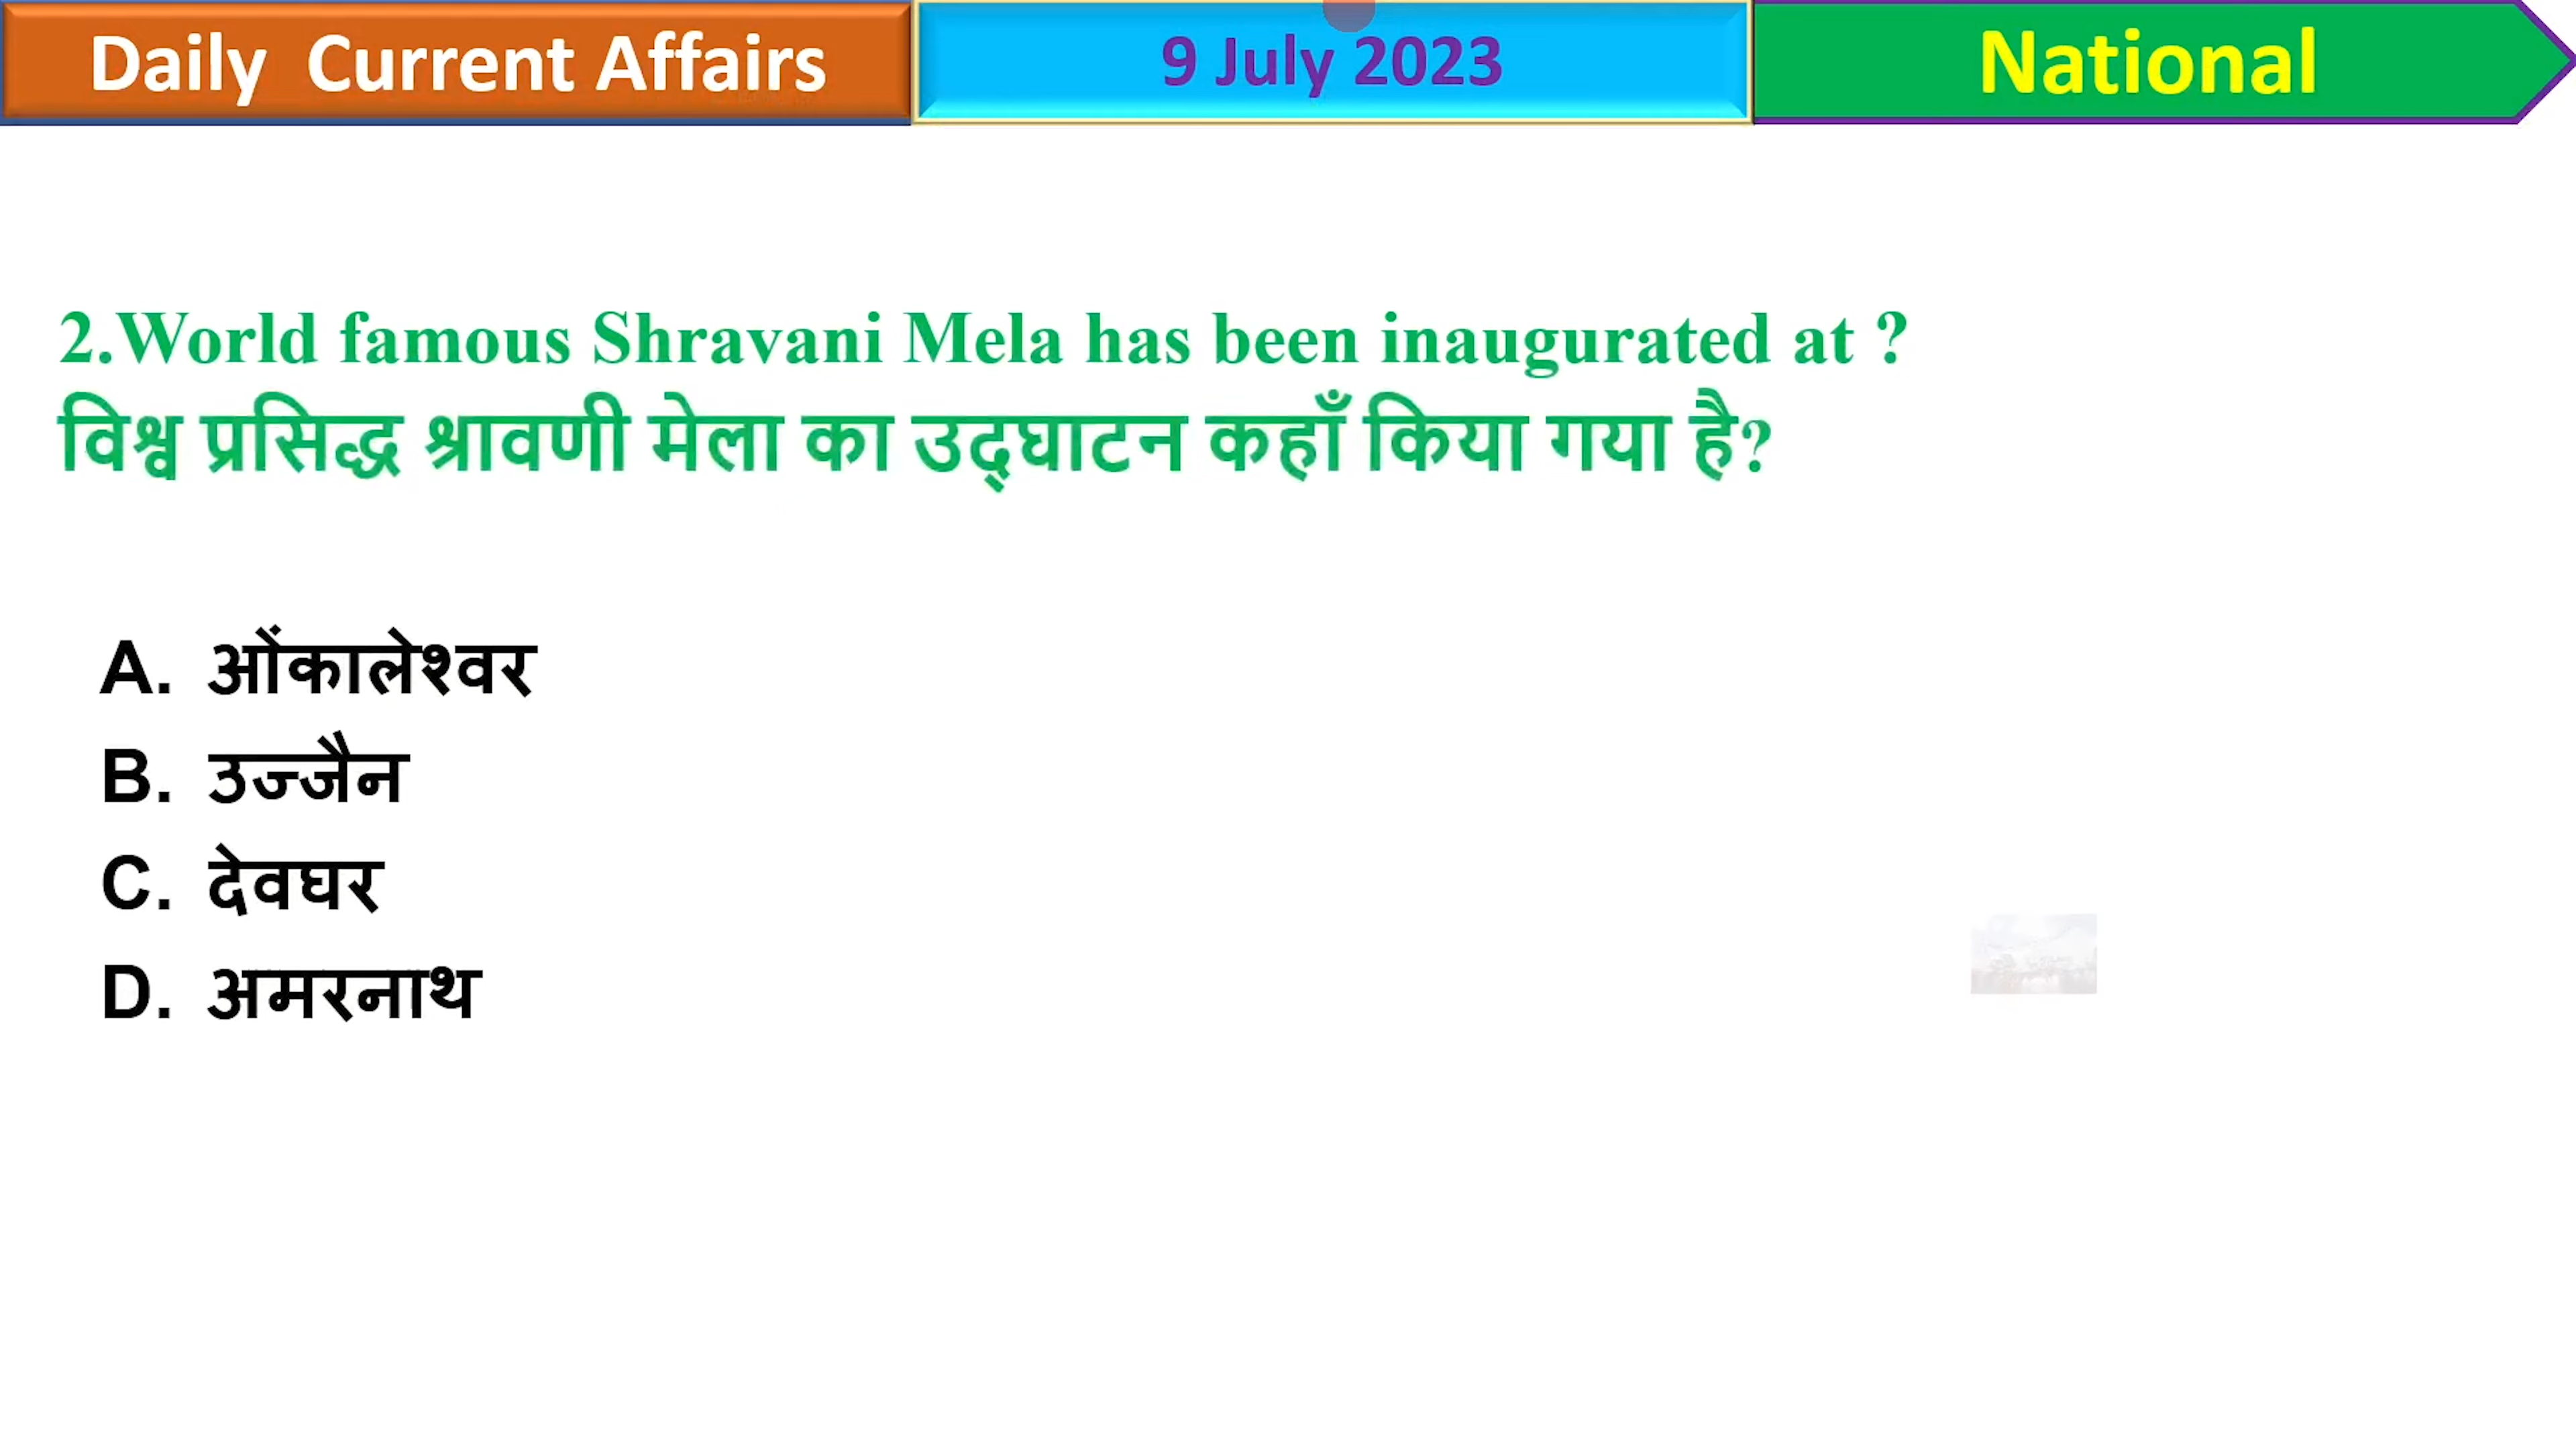 Daily Current Affairs
9 July 2023
National
2.World famous Shravani Mela has been inaugurated at ?
विश्व प्रसिद्ध श्रावणी मेला का उद्‌घाटन कहाँ किया गया है?
A. ओंकालेश्वर
B. उज्जैन
C. देवघर
D. अमरनाथ